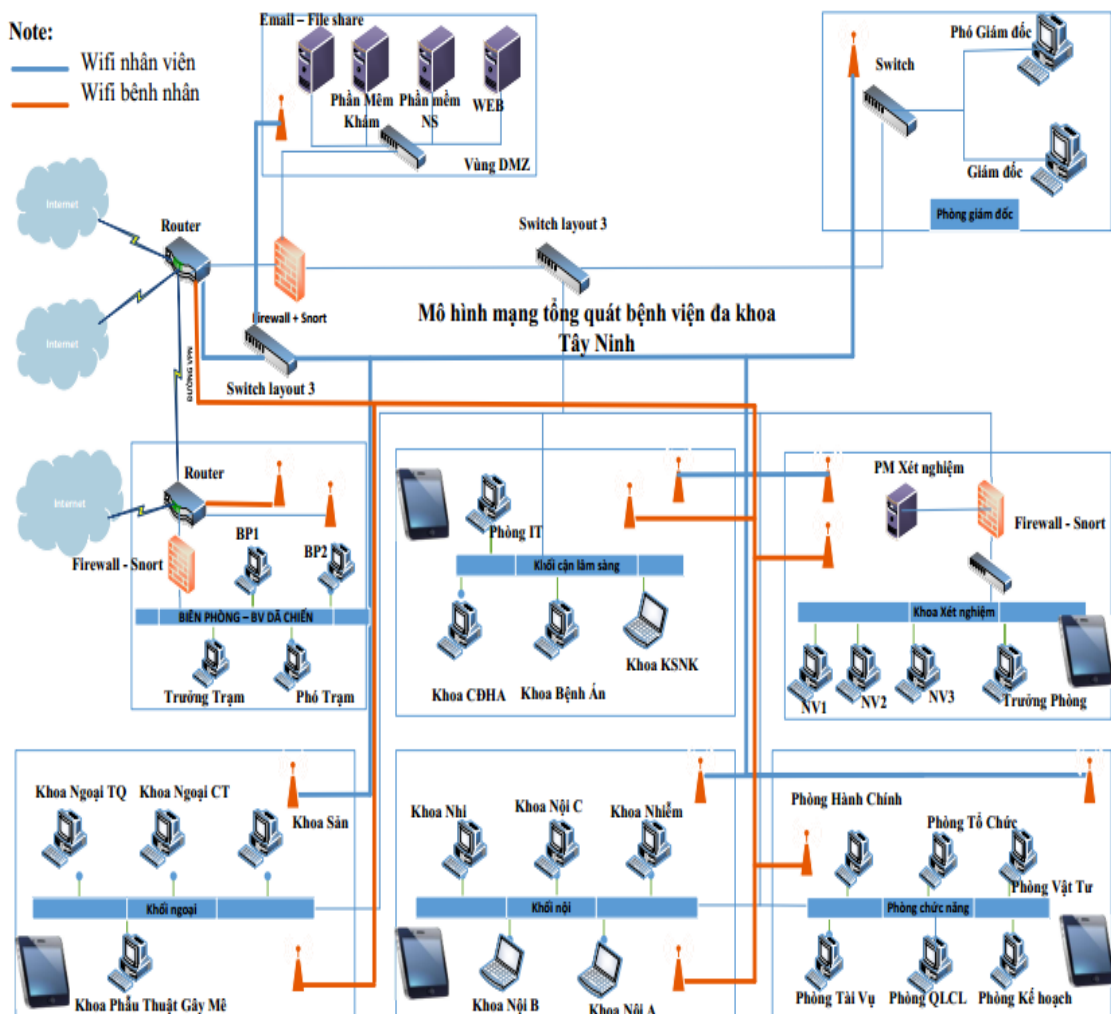 Note:
Wifi nhân viên
Wifi bênh nhân
Email – File share
Phần Mêm
Khám
Phần mềm
NS
WEB
Vùng DMZ
Phó Giám đốc
Switch
Giám đốc
Phòng giám đốc
Internet
Internet
Internet
Router
Firewall + Snort
Switch layout 3
Switch layout 3
Mô hình mạng tổng quát bệnh viện đa khoa
Tây Ninh
ĐƯỜNG MAN
Router
Firewall - Snort
BP1
BP2
BIÊN PHÒNG – BV DÃ CHIẾN
Trưởng Trạm
Phó Trạm
Phòng IT
Khối cận lâm sàng
Khoa CĐHA
Khoa Bệnh Án
Khoa KSNK
PM Xét nghiệm
Firewall - Snort
Khoa Xét nghiệm
NV1
NV2
NV3
Trưởng Phòng
Khoa Ngoại TQ
Khoa Ngoại CT
Khoa Sản
Khối ngoại
Khoa Phẫu Thuật Gây Mê
Khoa Nhi
Khoa Nội C
Khoa Nhiễm
Khối nội
Khoa Nội B
Khoa Nội A
Phòng Hành Chính
Phòng Tổ Chức
Phòng Vật Tư
Phòng chức năng
Phòng Tài Vụ
Phòng QLCL
Phòng Kế hoạch